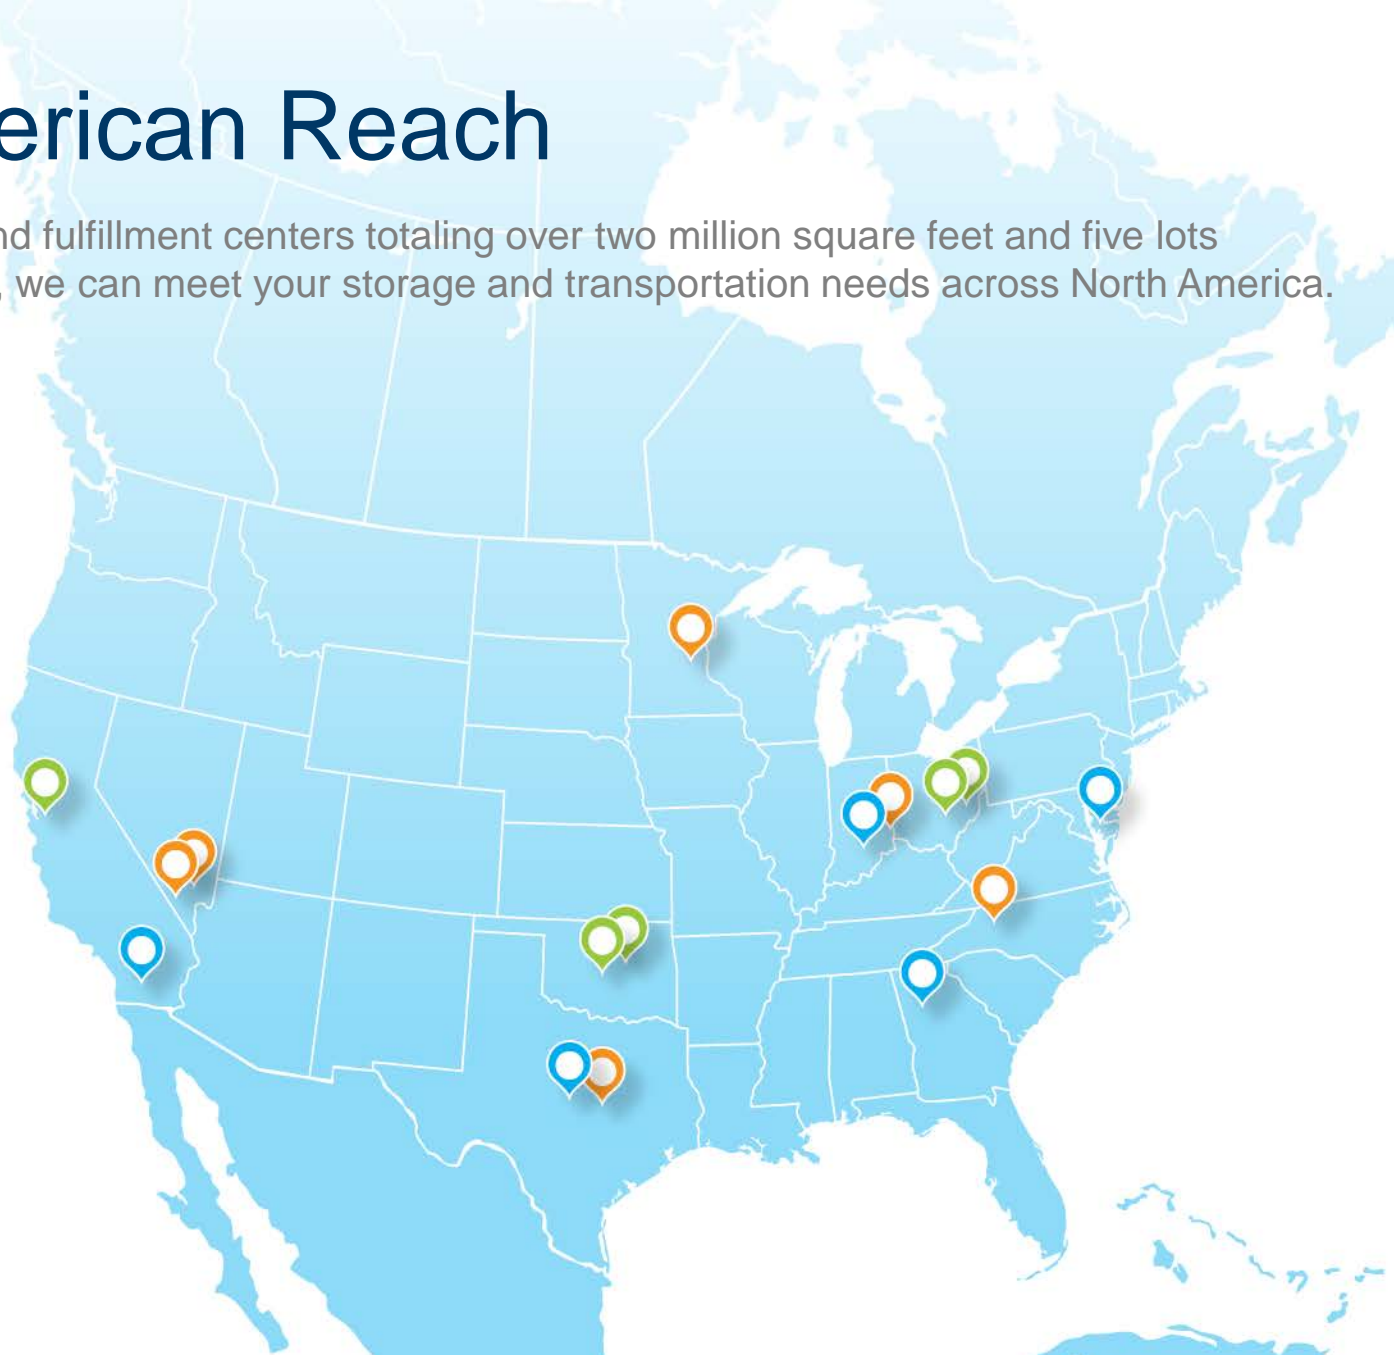 erican Reach
nd fulfillment centers totaling over two million square feet and five lots
, we can meet your storage and transportation needs across North America.